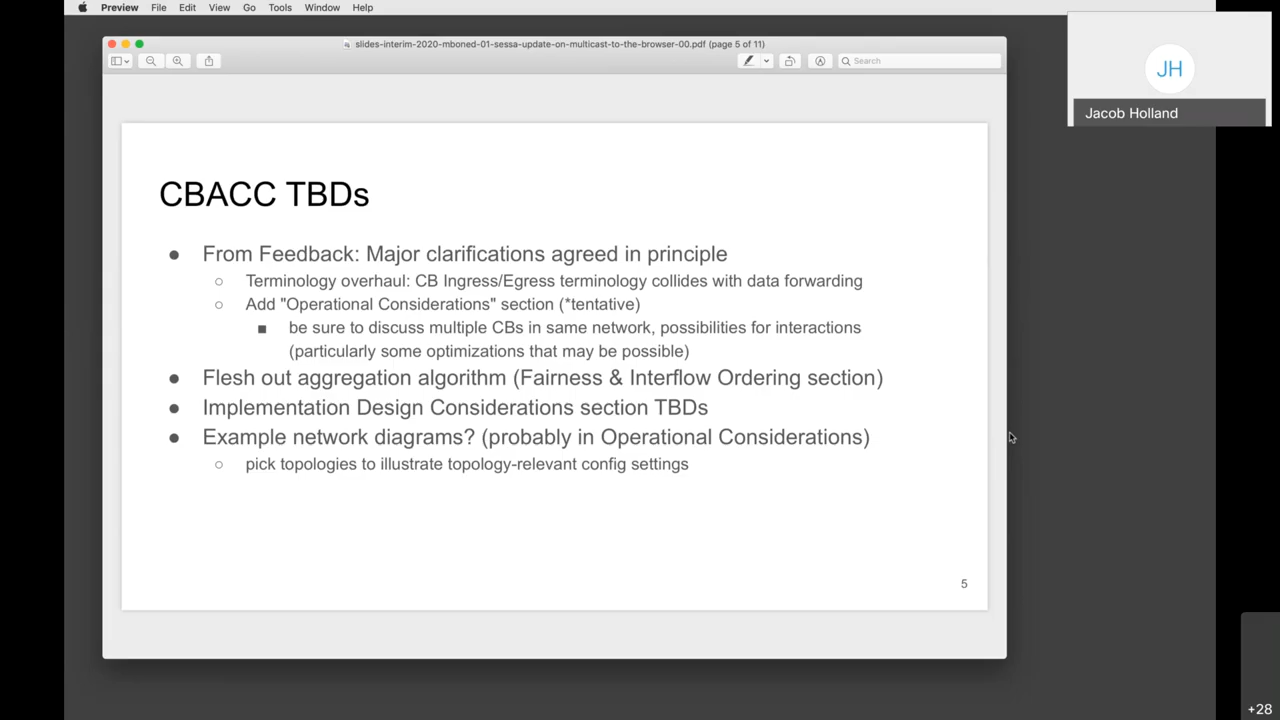 Preview File Edit View Go Tools Window Help
slides-interim-2020-mboned-01-sessa-update-on-multicast-to-the-browser-00.pdf (page 5 of 11)
Search
JH
Jacob Holland
CBACC TBDs
● From Feedback: Major clarifications agreed in principle
○ Terminology overhaul: CB Ingress/Egress terminology collides with data forwarding
○ Add "Operational Considerations" section (*tentative)
■ be sure to discuss multiple CBs in same network, possibilities for interactions
(particularly some optimizations that may be possible)
● Flesh out aggregation algorithm (Fairness & Interflow Ordering section)
● Implementation Design Considerations section TBDs
● Example network diagrams? (probably in Operational Considerations)
○ pick topologies to illustrate topology-relevant config settings
5
+28